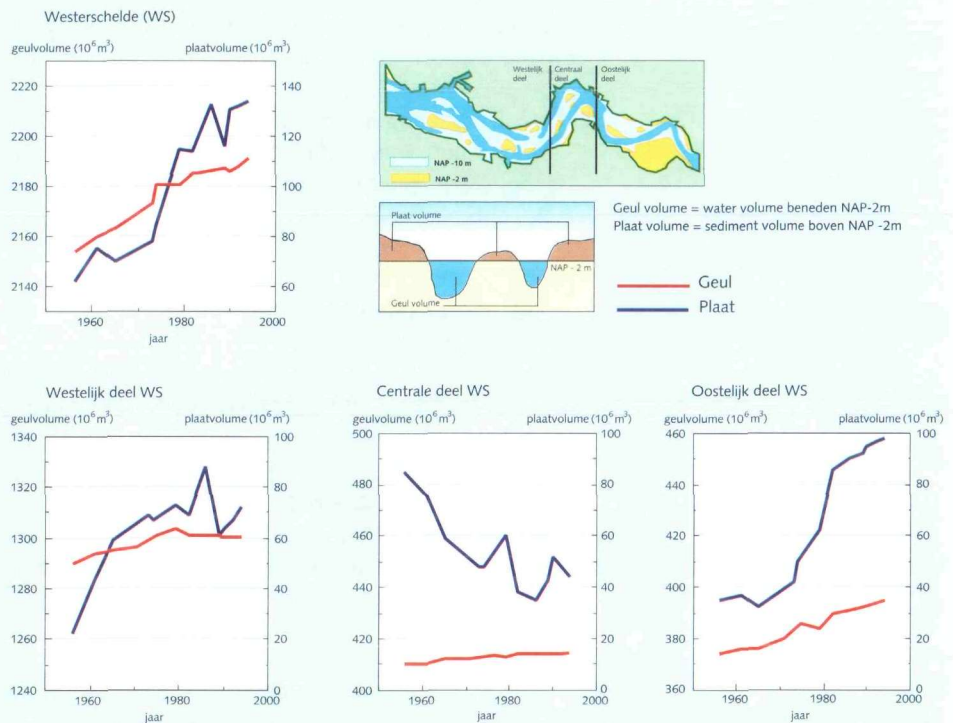 Westerschelde (WS)
geulvolume (10⁶ m³) plaatvolume (10⁶ m³)
2220 140
2200 120
2180 100
2160 80
2140 60
1960 1980 2000
jaar
Westelijk deel Centraal deel Oostelijk deel
NAP -10 m
NAP -2 m
Plaat volume
NAP - 2 m
Geul volume
Geul volume = water volume beneden NAP-2m
Plaat volume = sediment volume boven NAP -2m
Geul
Plaat
Westelijk deel WS
geulvolume (10⁶ m³) plaatvolume (10⁶ m³)
1340 100
1320 80
1300 60
1280 40
1260 20
1240 0
1960 1980 2000
jaar
Centrale deel WS
geulvolume (10⁶ m³) plaatvolume (10⁶ m³)
500 100
480 80
460 60
440 40
410 20
400 0
1960 1980 2000
jaar
Oostelijk deel WS
geulvolume (10⁶ m³) plaatvolume (10⁶ m³)
460 100
440 80
420 60
400 40
380 20
360 0
1960 1980 2000
jaar